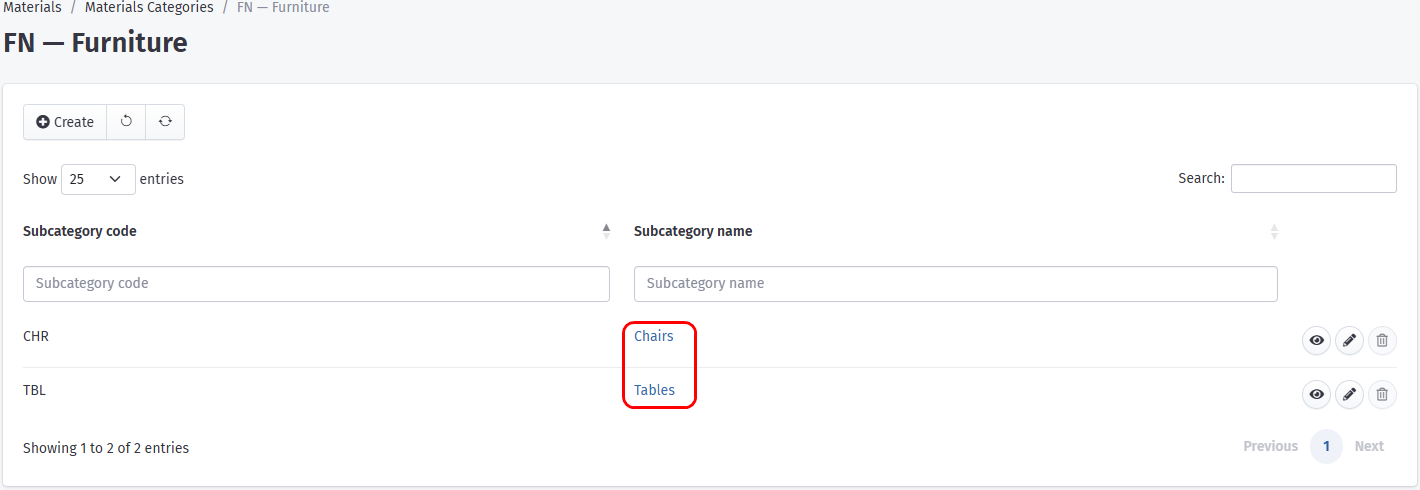 Materials / Materials Categories / FN — Furniture
FN — Furniture
Create
Show 25 entries
Search:
Subcategory code Subcategory name
Subcategory code Subcategory name
CHR Chairs
TBL Tables
Showing 1 to 2 of 2 entries
Previous 1 Next